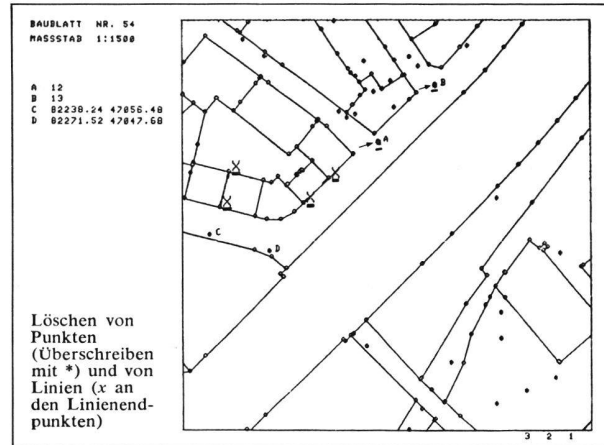 BAUBLATT NR. 54
MASSSTAB 1:1500
A 12
B 13
C 82238.24 47056.48
D 82271.52 47047.68
B
A
C
D
Löschen von
Punkten
(Überschreiben
mit *) und von
Linien (x an
den Linienend-
punkten)
3 2 1